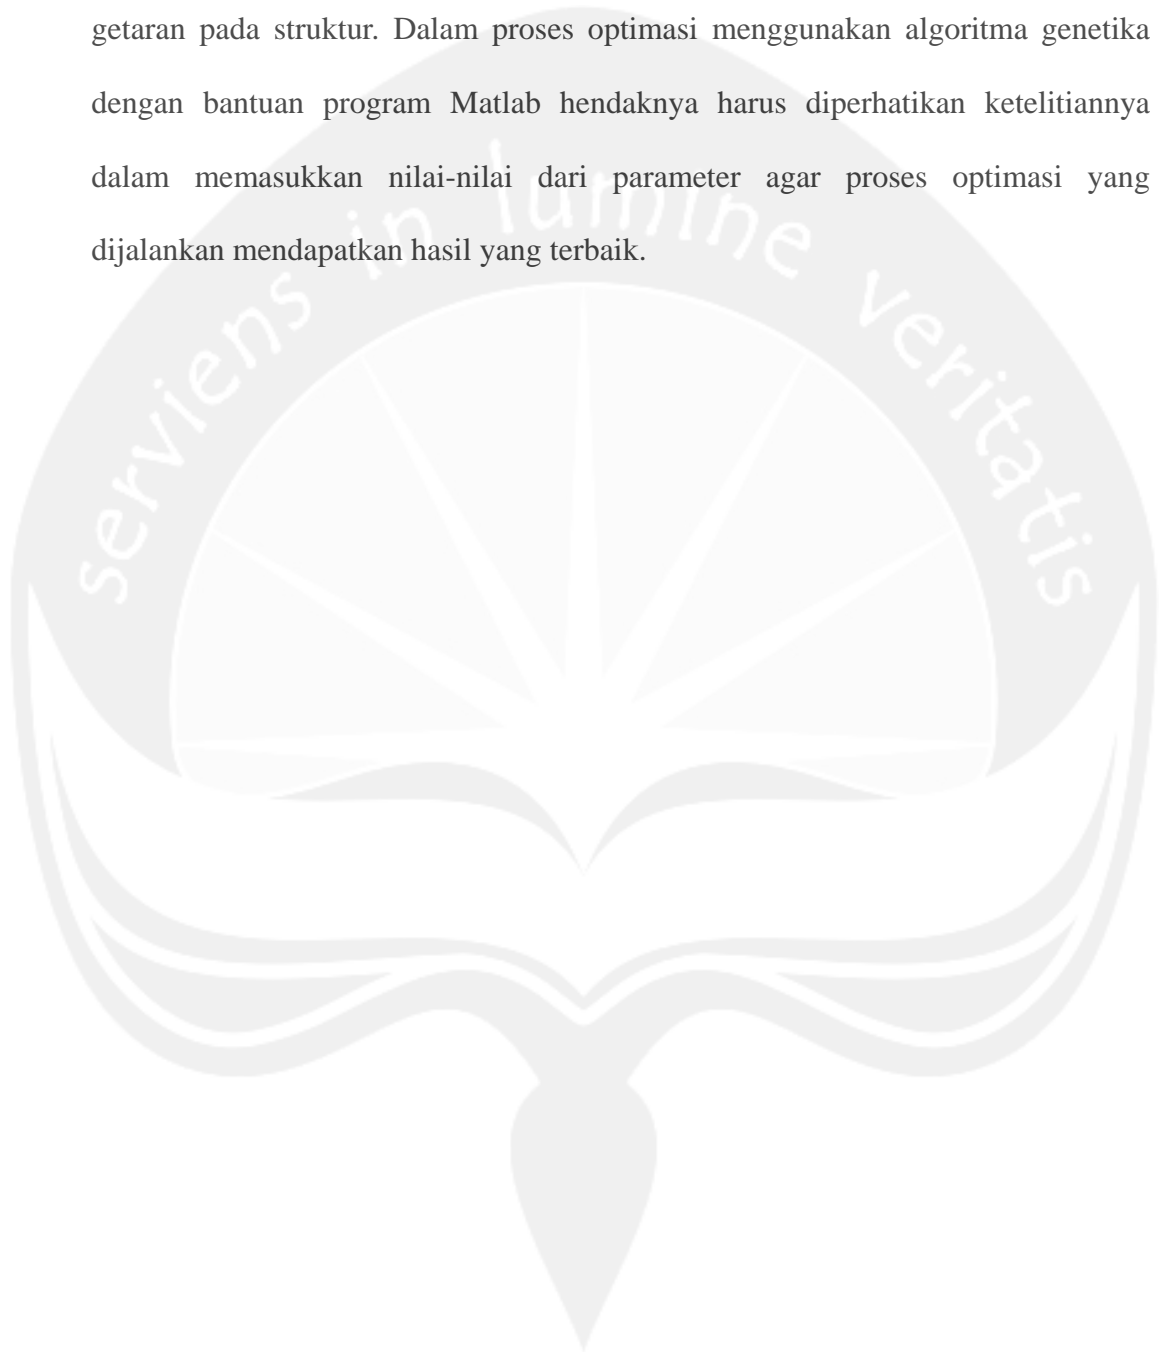 getaran pada struktur. Dalam proses optimasi menggunakan algoritma genetika
dengan bantuan program Matlab hendaknya harus diperhatikan ketelitiannya
dalam memasukkan nilai-nilai dari parameter agar proses optimasi yang
dijalankan mendapatkan hasil yang terbaik.
serviens in lumine veritatis